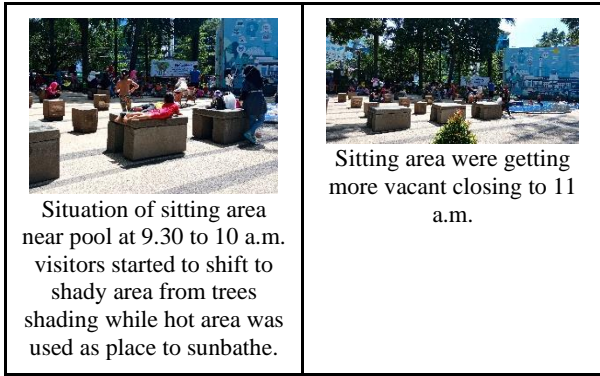 Situation of sitting area
near pool at 9.30 to 10 a.m.
visitors started to shift to
shady area from trees
shading while hot area was
used as place to sunbathe.
Sitting area were getting
more vacant closing to 11
a.m.